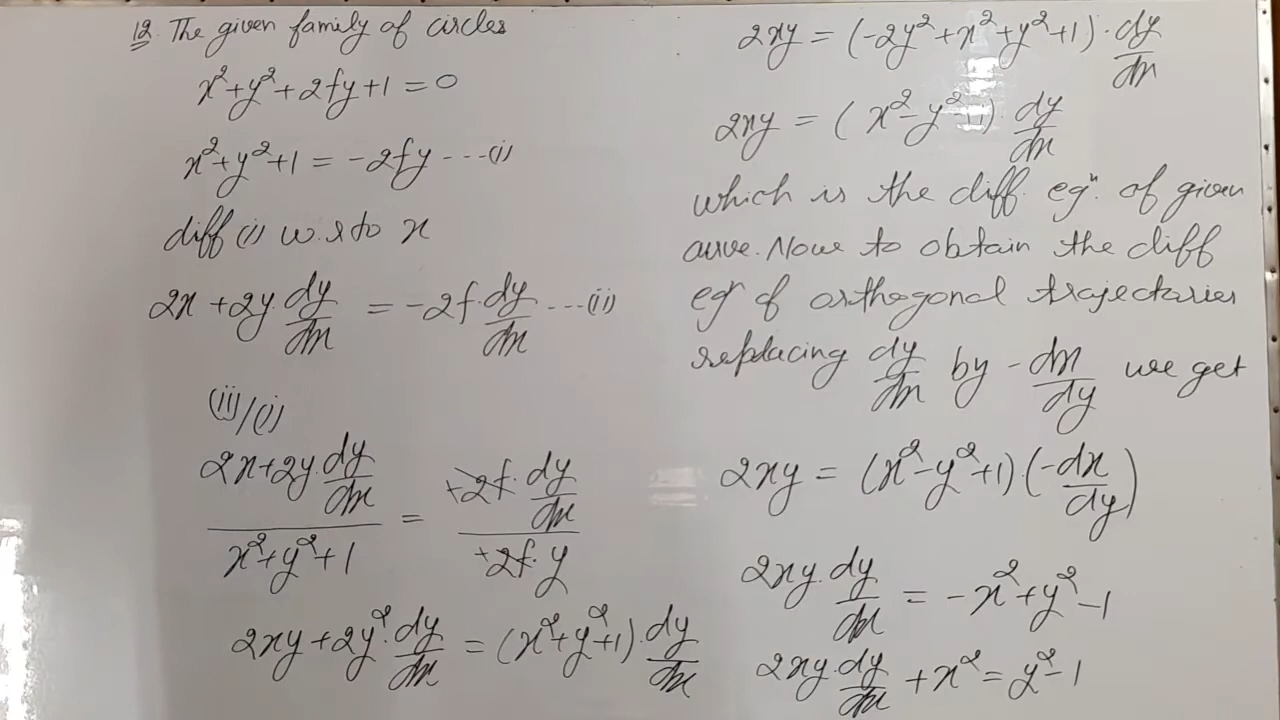 12. The given family of circles
x²+y²+2fy+1=0
x²+y²+1 = -2fy ---(i)
diff (i) w.r to x
2x+2y.dy/dx = -2f.dy/dx ---(ii)
(ii)/(i)
(2x+2y.dy/dx)/(x²+y²+1) = (+2f.dy/dx)/(+2f.y)
2xy+2y².dy/dx = (x²+y²+1).dy/dx
2xy = (-2y²+x²+y²+1).dy/dx
2xy = (x²-y²+1).dy/dx
which is the diff. eqⁿ. of given
curve. Now to obtain the diff
eqⁿ of orthogonal trajectories
replacing dy/dx by -dx/dy we get
2xy = (x²-y²+1)(-dx/dy)
2xy.dy/dx = -x²+y²-1
2xy.dy/dx + x² = y²-1